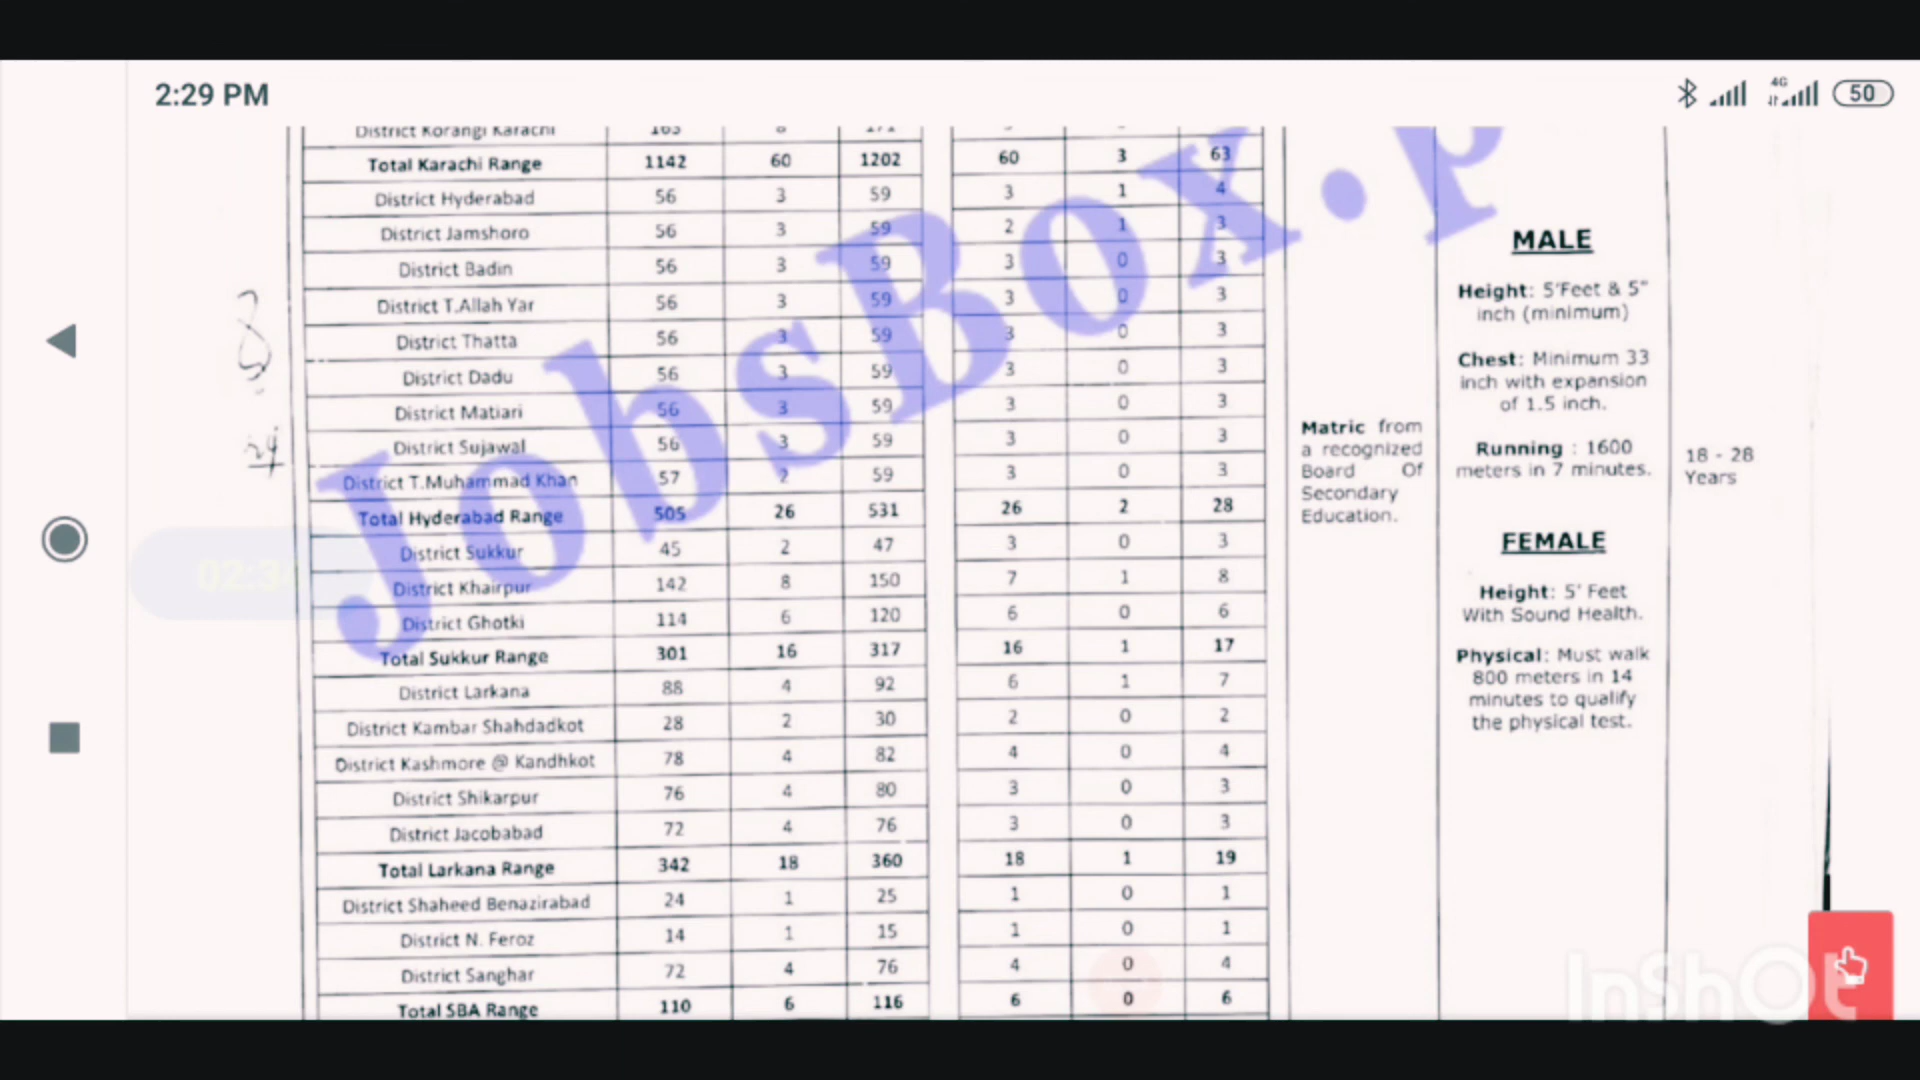 2:29 PM
4G
50
District Korangi Karachi 163 8 171
Total Karachi Range 1142 60 1202 60 3 63
District Hyderabad 56 3 59 3 1 4
District Jamshoro 56 3 59 2 1 3
District Badin 56 3 59 3 0 3
District T.Allah Yar 56 3 59 3 0 3
District Thatta 56 3 59 3 0 3
District Dadu 56 3 59 3 0 3
District Matiari 56 3 59 3 0 3
District Sujawal 56 3 59 3 0 3
District T.Muhammad Khan 57 2 59 3 0 3
Total Hyderabad Range 505 26 531 26 2 28
District Sukkur 45 2 47 3 0 3
District Khairpur 142 8 150 7 1 8
District Ghotki 114 6 120 6 0 6
Total Sukkur Range 301 16 317 16 1 17
District Larkana 88 4 92 6 1 7
District Kambar Shahdadkot 28 2 30 2 0 2
District Kashmore @ Kandhkot 78 4 82 4 0 4
District Shikarpur 76 4 80 3 0 3
District Jacobabad 72 4 76 3 0 3
Total Larkana Range 342 18 360 18 1 19
District Shaheed Benazirabad 24 1 25 1 0 1
District N. Feroz 14 1 15 1 0 1
District Sanghar 72 4 76 4 0 4
Total SBA Range 110 6 116 6 0 6
Matric from
a recognized
Board Of
Secondary
Education.
MALE
Height: 5'Feet & 5"
inch (minimum)
Chest: Minimum 33
inch with expansion
of 1.5 inch.
Running : 1600
meters in 7 minutes.
FEMALE
Height: 5' Feet
With Sound Health.
Physical: Must walk
800 meters in 14
minutes to qualify
the physical test.
18 - 28
Years
JobsBox.p
InShOt